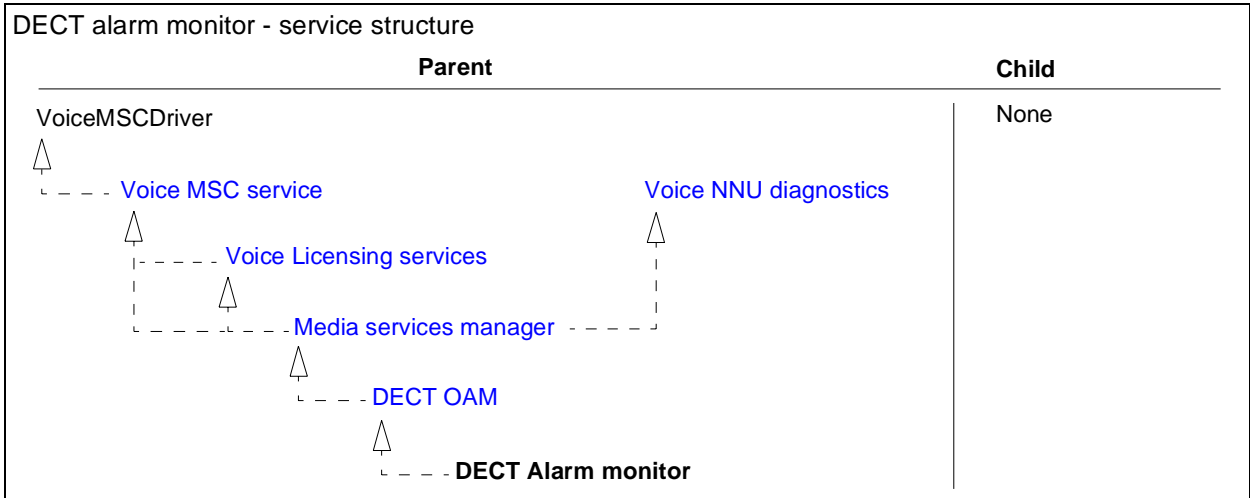 DECT alarm monitor - service structure
Parent Child
VoiceMSCDriver None
Voice MSC service Voice NNU diagnostics
Voice Licensing services
Media services manager
DECT OAM
DECT Alarm monitor